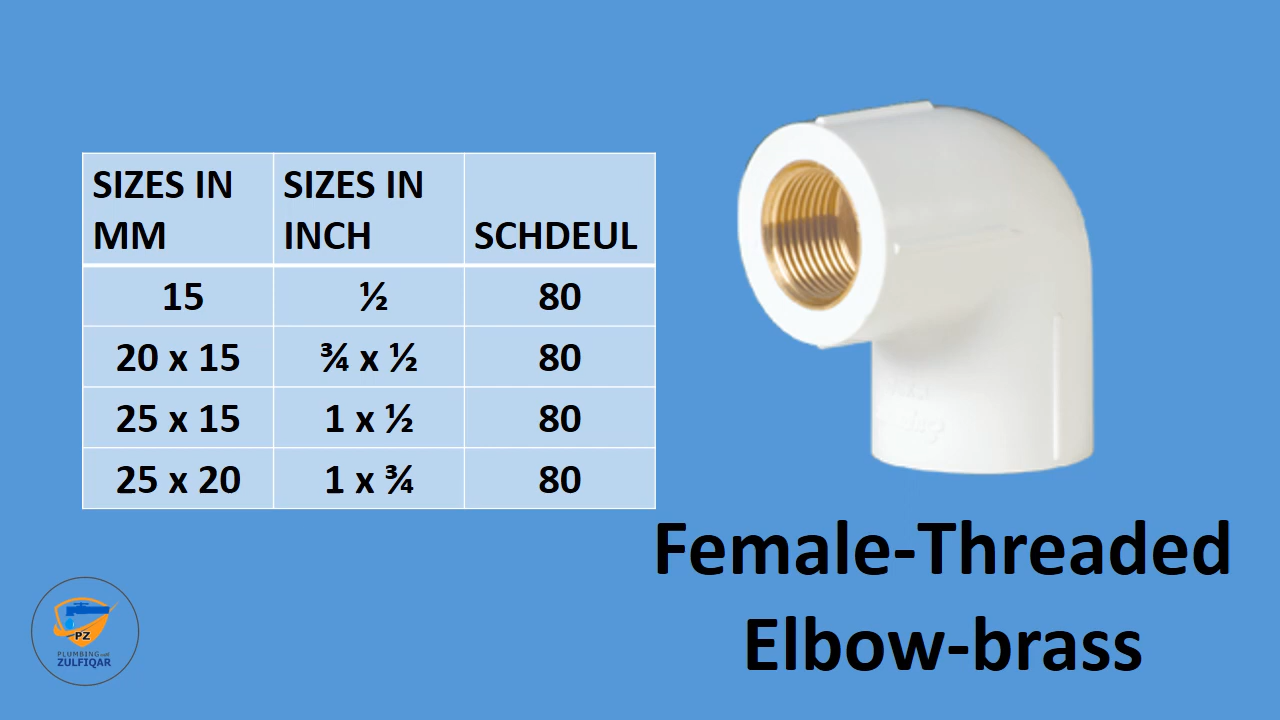 SIZES IN MM SIZES IN INCH SCHDEUL
15 ½ 80
20 x 15 ¾ x ½ 80
25 x 15 1 x ½ 80
25 x 20 1 x ¾ 80
Female-Threaded
Elbow-brass
PZ
PLUMBING with
ZULFIQAR